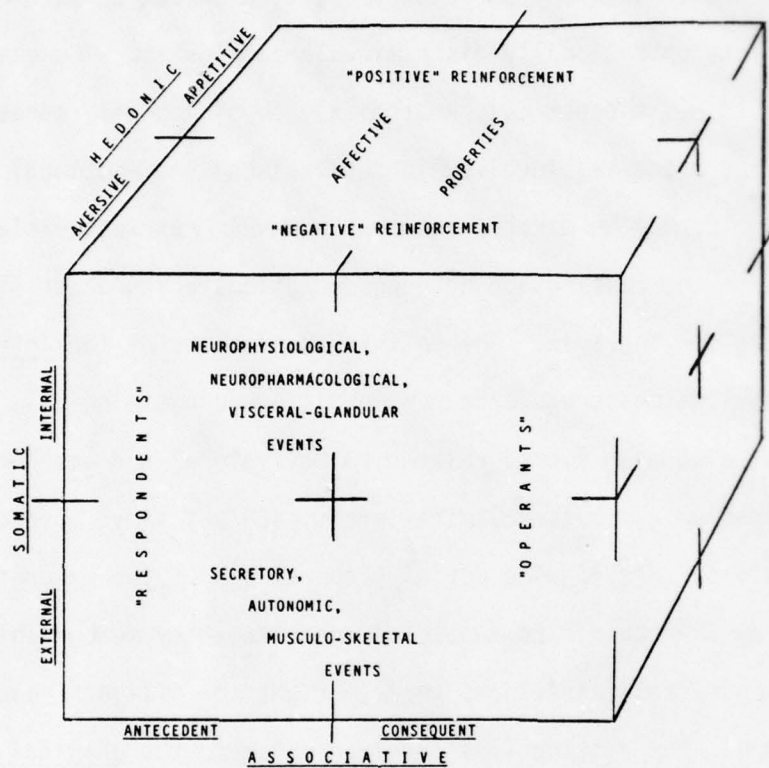 HEDONIC
AVERSIVE
APPETITIVE
"POSITIVE" REINFORCEMENT
AFFECTIVE
PROPERTIES
"NEGATIVE" REINFORCEMENT
SOMATIC
INTERNAL
EXTERNAL
"RESPONDENTS"
NEUROPHYSIOLOGICAL,
NEUROPHARMACOLOGICAL,
VISCERAL-GLANDULAR
EVENTS
"OPERANTS"
SECRETORY,
AUTONOMIC,
MUSCULO-SKELETAL
EVENTS
ANTECEDENT
CONSEQUENT
ASSOCIATIVE